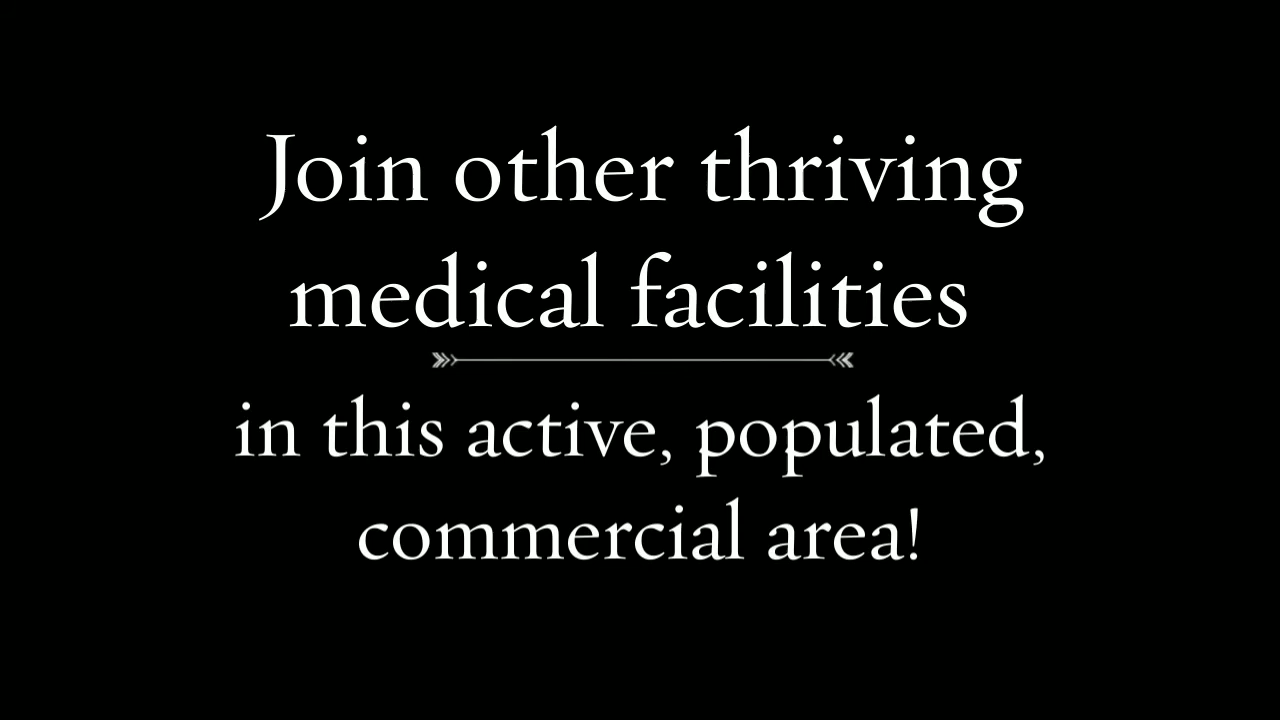 Join other thriving
medical facilities
in this active, populated,
commercial area!